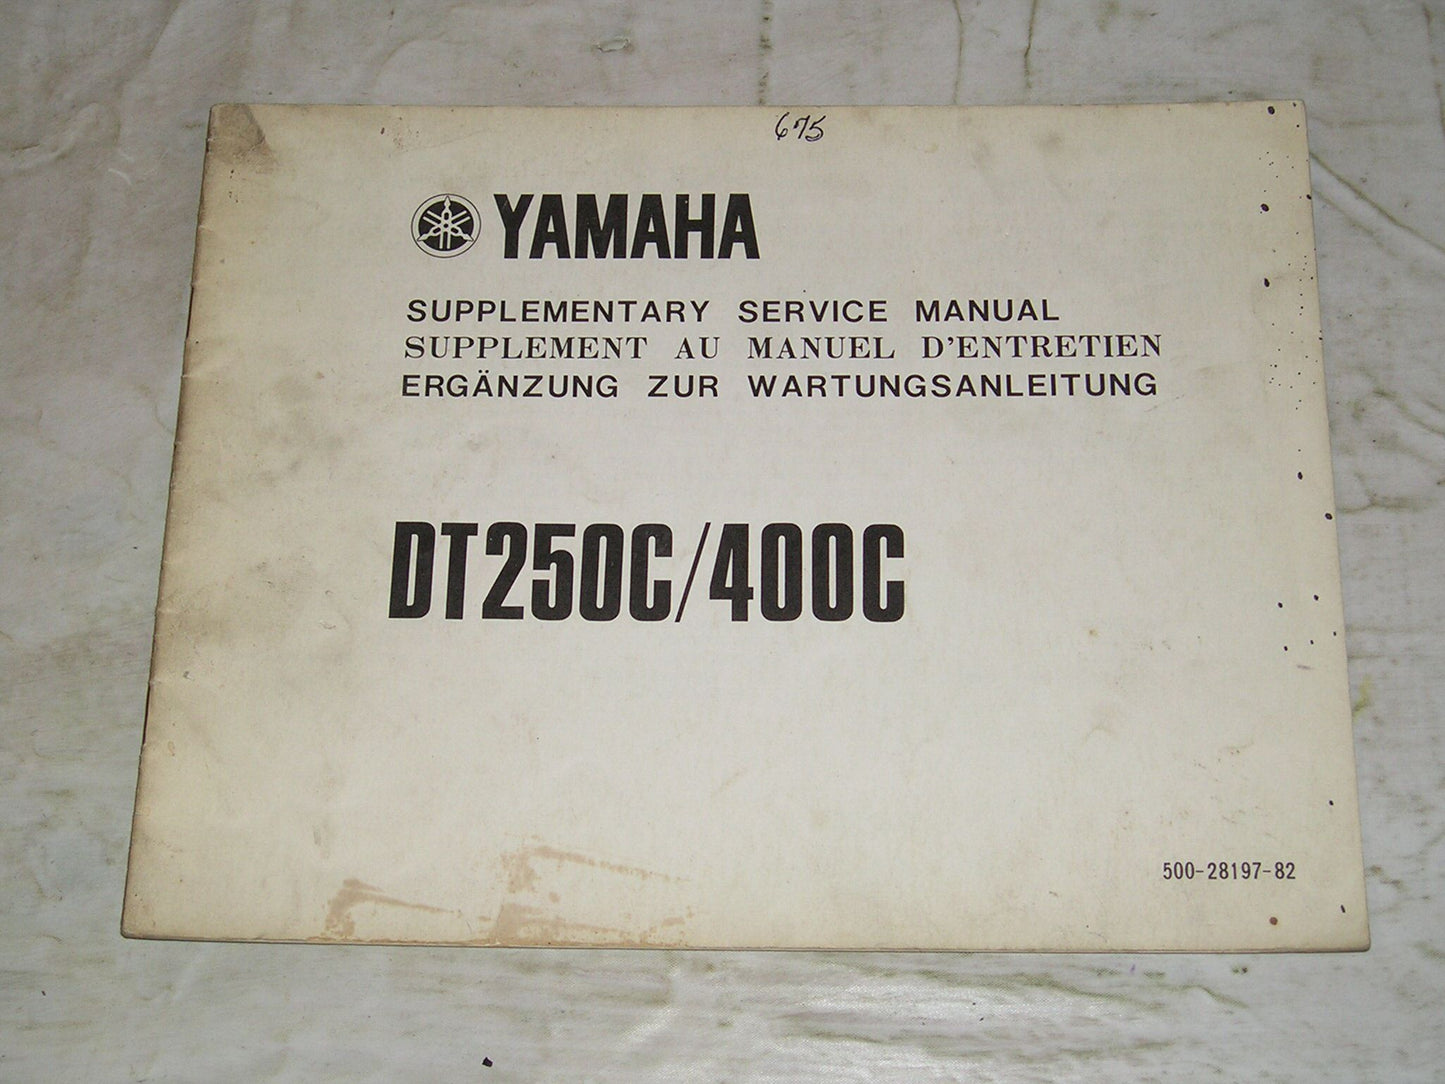 675
YAMAHA
SUPPLEMENTARY SERVICE MANUAL
SUPPLEMENT AU MANUEL D'ENTRETIEN
ERGÄNZUNG ZUR WARTUNGSANLEITUNG
DT250C/400C
500-28197-82